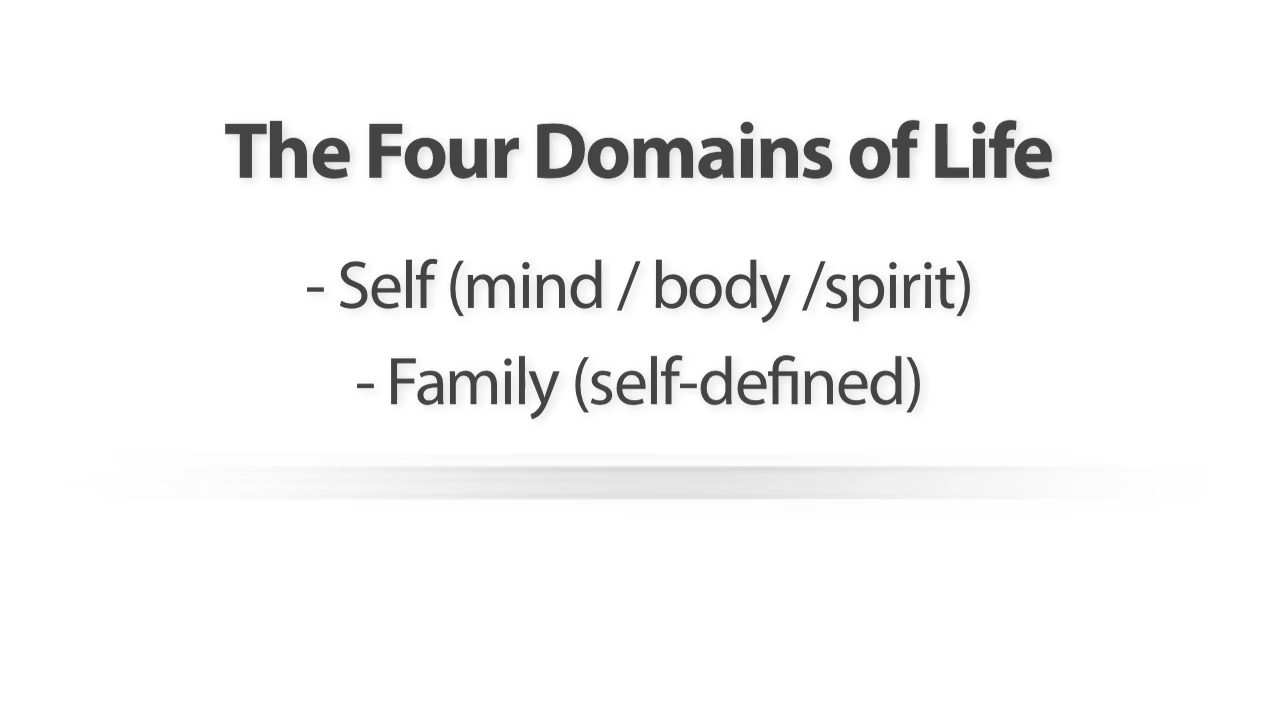 The Four Domains of Life
- Self (mind / body /spirit)
- Family (self-defined)